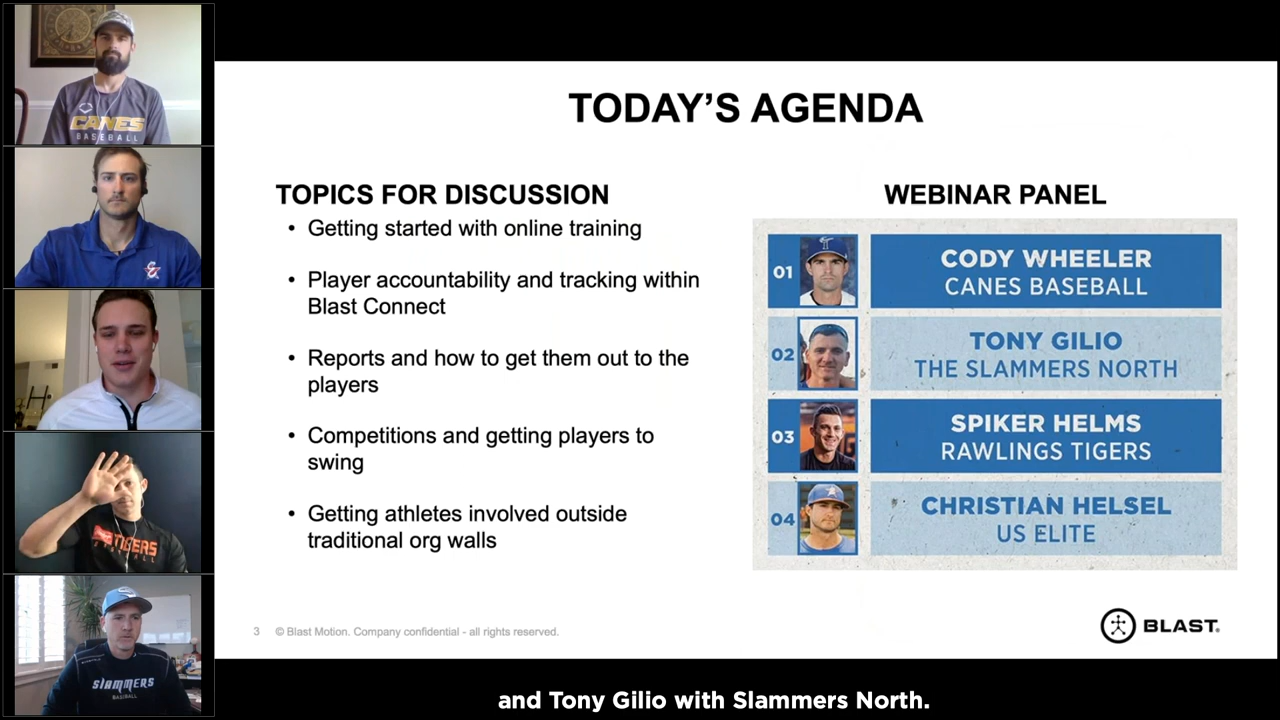 TODAY'S AGENDA
TOPICS FOR DISCUSSION
• Getting started with online training
• Player accountability and tracking within
Blast Connect
• Reports and how to get them out to the
players
• Competitions and getting players to
swing
• Getting athletes involved outside
traditional org walls
WEBINAR PANEL
01
CODY WHEELER
CANES BASEBALL
02
TONY GILIO
THE SLAMMERS NORTH
03
SPIKER HELMS
RAWLINGS TIGERS
04
CHRISTIAN HELSEL
US ELITE
3 © Blast Motion. Company confidential - all rights reserved.
BLAST.
CANES
BASEBALL
TIGERS
BASEBALL
SLAMMERS
BASEBALL
and Tony Gilio with Slammers North.